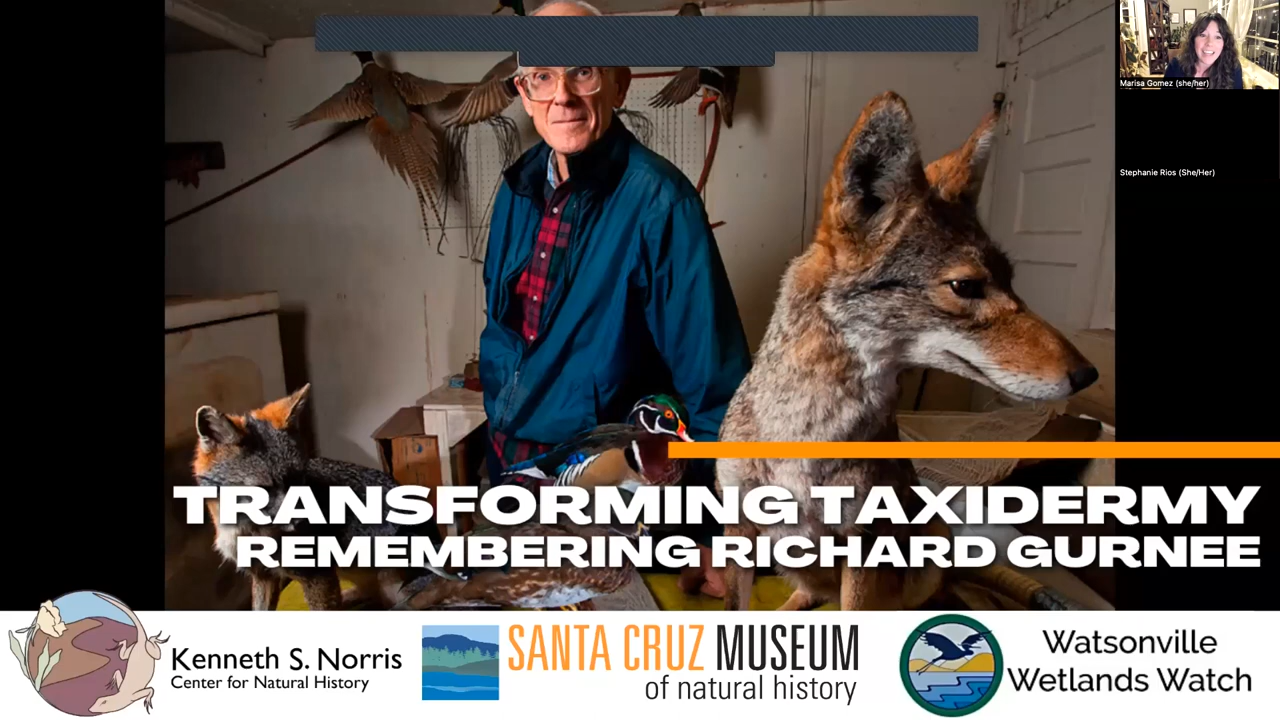 Marisa Gomez (she/her)
Stephanie Rios (She/Her)
TRANSFORMING TAXIDERMY
REMEMBERING RICHARD GURNEE
Kenneth S. Norris
Center for Natural History
SANTA CRUZ MUSEUM
of natural history
Watsonville
Wetlands Watch